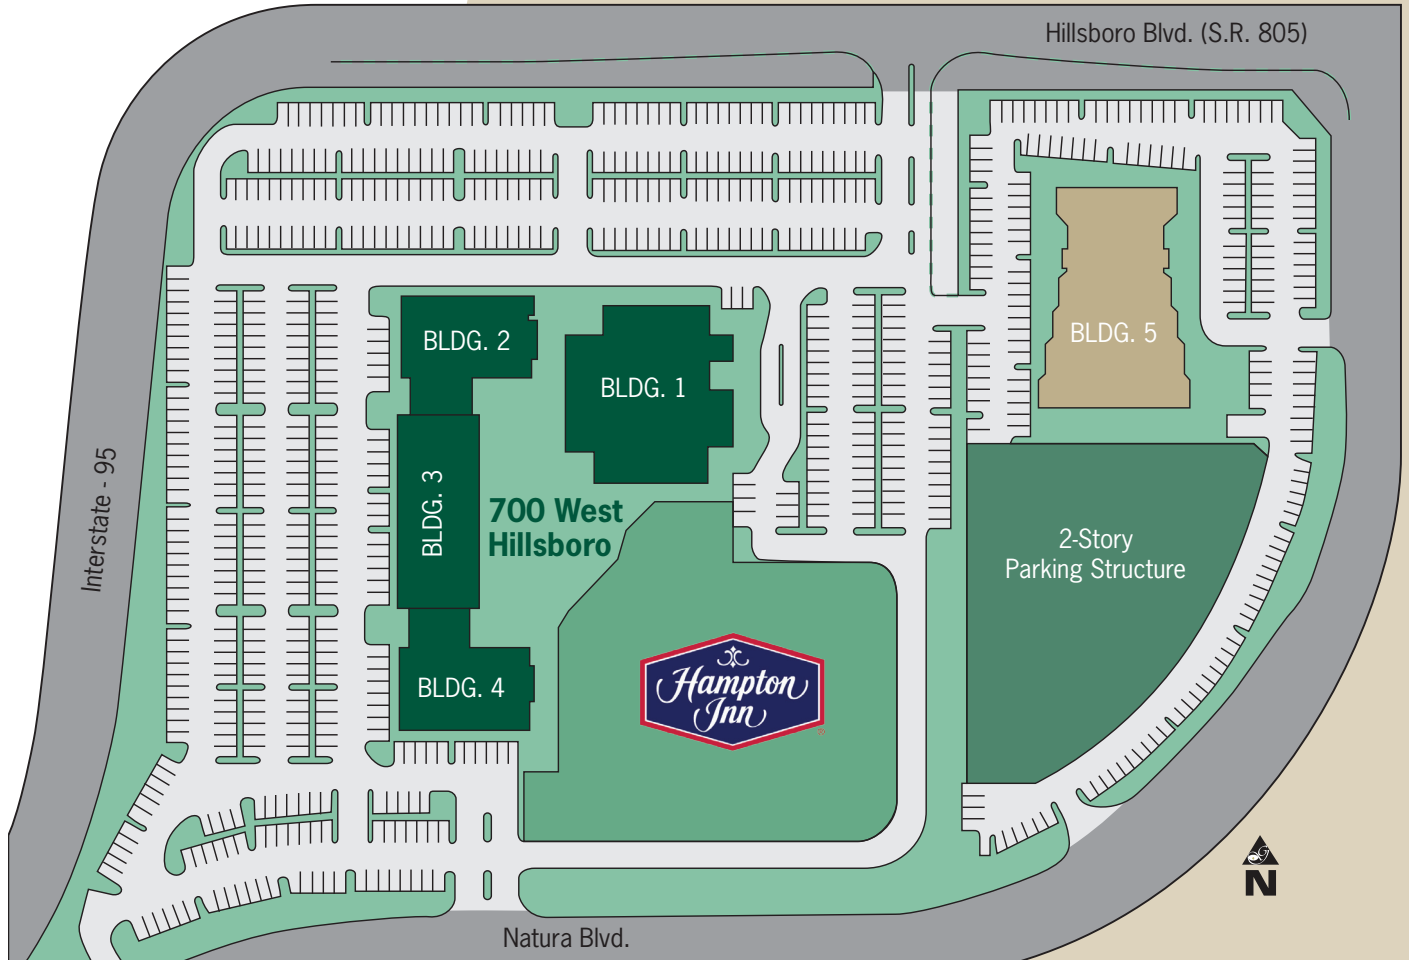 Hillsboro Blvd. (S.R. 805)
BLDG. 2
BLDG. 1
BLDG. 5
BLDG. 3
Interstate - 95
700 West
Hillsboro
2-Story
Parking Structure
BLDG. 4
Hampton
Inn
®
N
Natura Blvd.